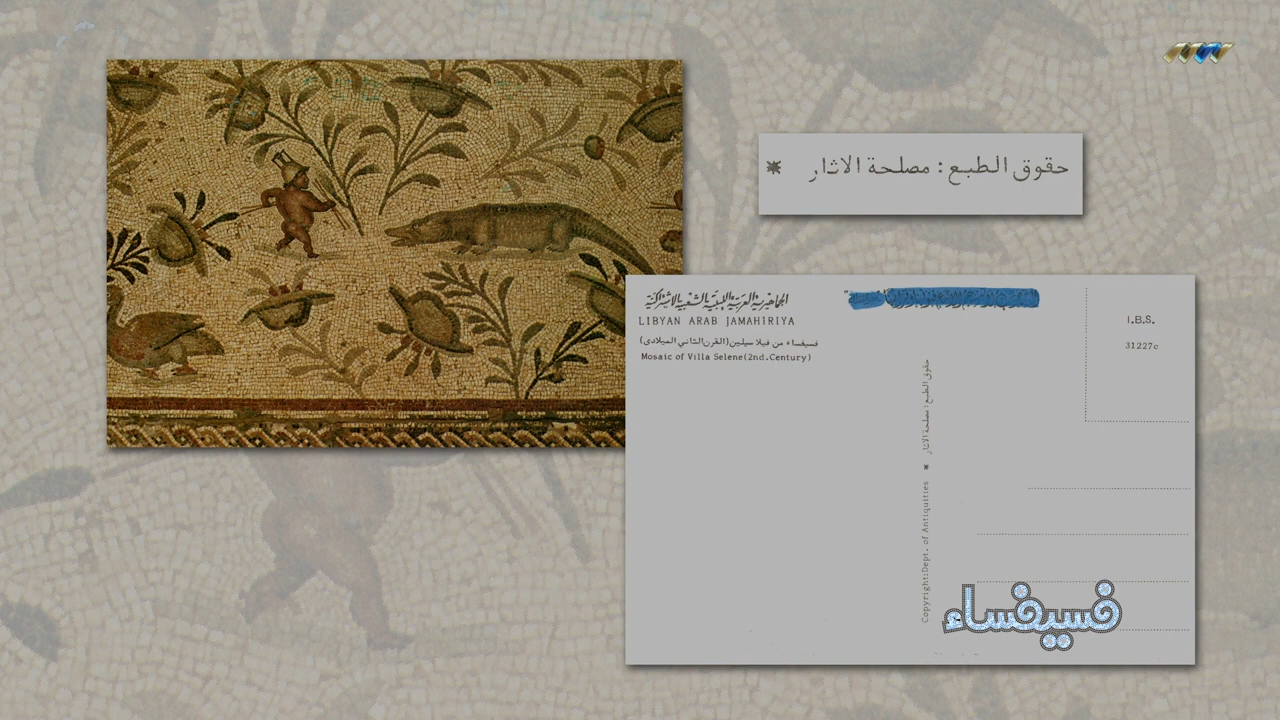 حقوق الطبع : مصلحة الاثار *
الجماهيرية العربية الليبية الشعبية الاشتراكية
LIBYAN ARAB JAMAHIRIYA
فسيفساء من فيلا سيلين (القرن الثاني الميلادى)
Mosaic of Villa Selene(2nd.Century)
I.B.S.
31227c
Copyright:Dept. of Antiquities * حقوق الطبع : مصلحة الاثار
فسيفساء